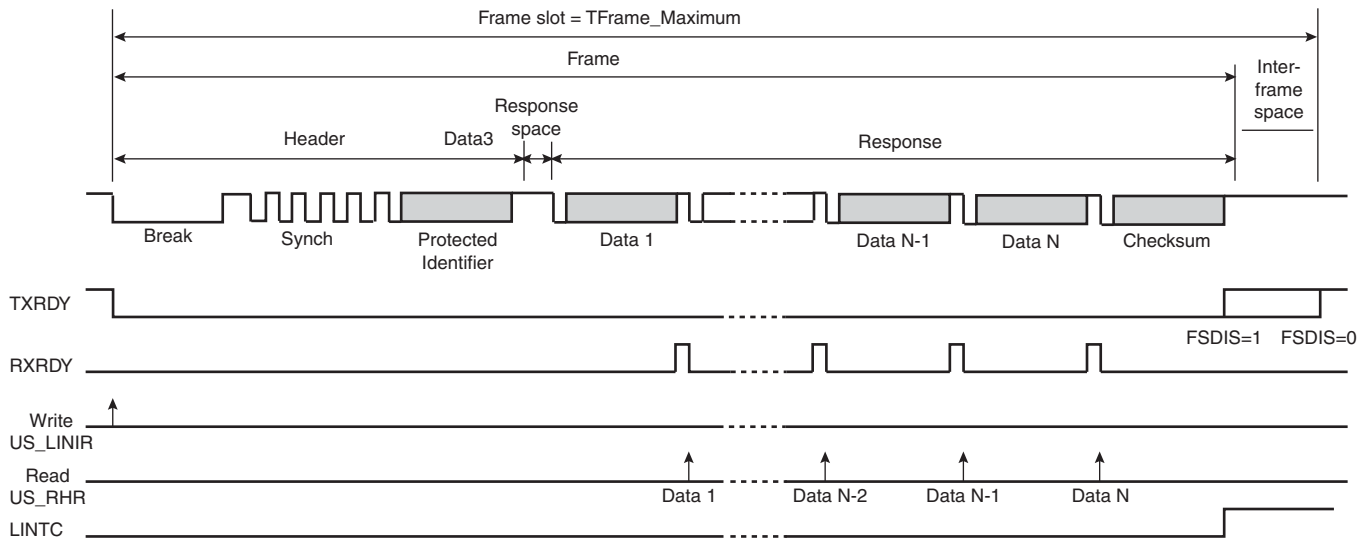 Frame slot = TFrame_Maximum
Frame
Inter-
frame
space
Response
space
Header
Data3
Response
Break
Synch
Protected
Identifier
Data 1
Data N-1
Data N
Checksum
TXRDY
FSDIS=1
FSDIS=0
RXRDY
Write
US_LINIR
Read
US_RHR
Data 1
Data N-2
Data N-1
Data N
LINTC